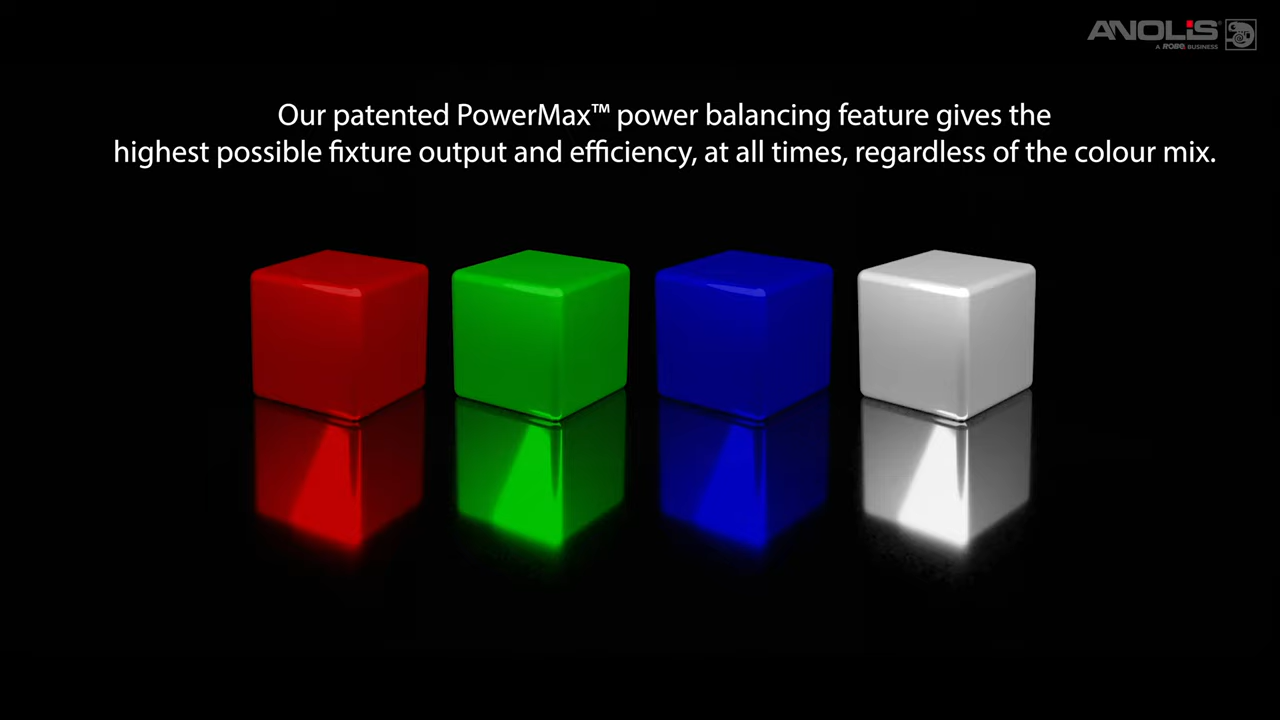 ANOLiS®
A ROBE® BUSINESS
Our patented PowerMax™ power balancing feature gives the
highest possible fixture output and efficiency, at all times, regardless of the colour mix.